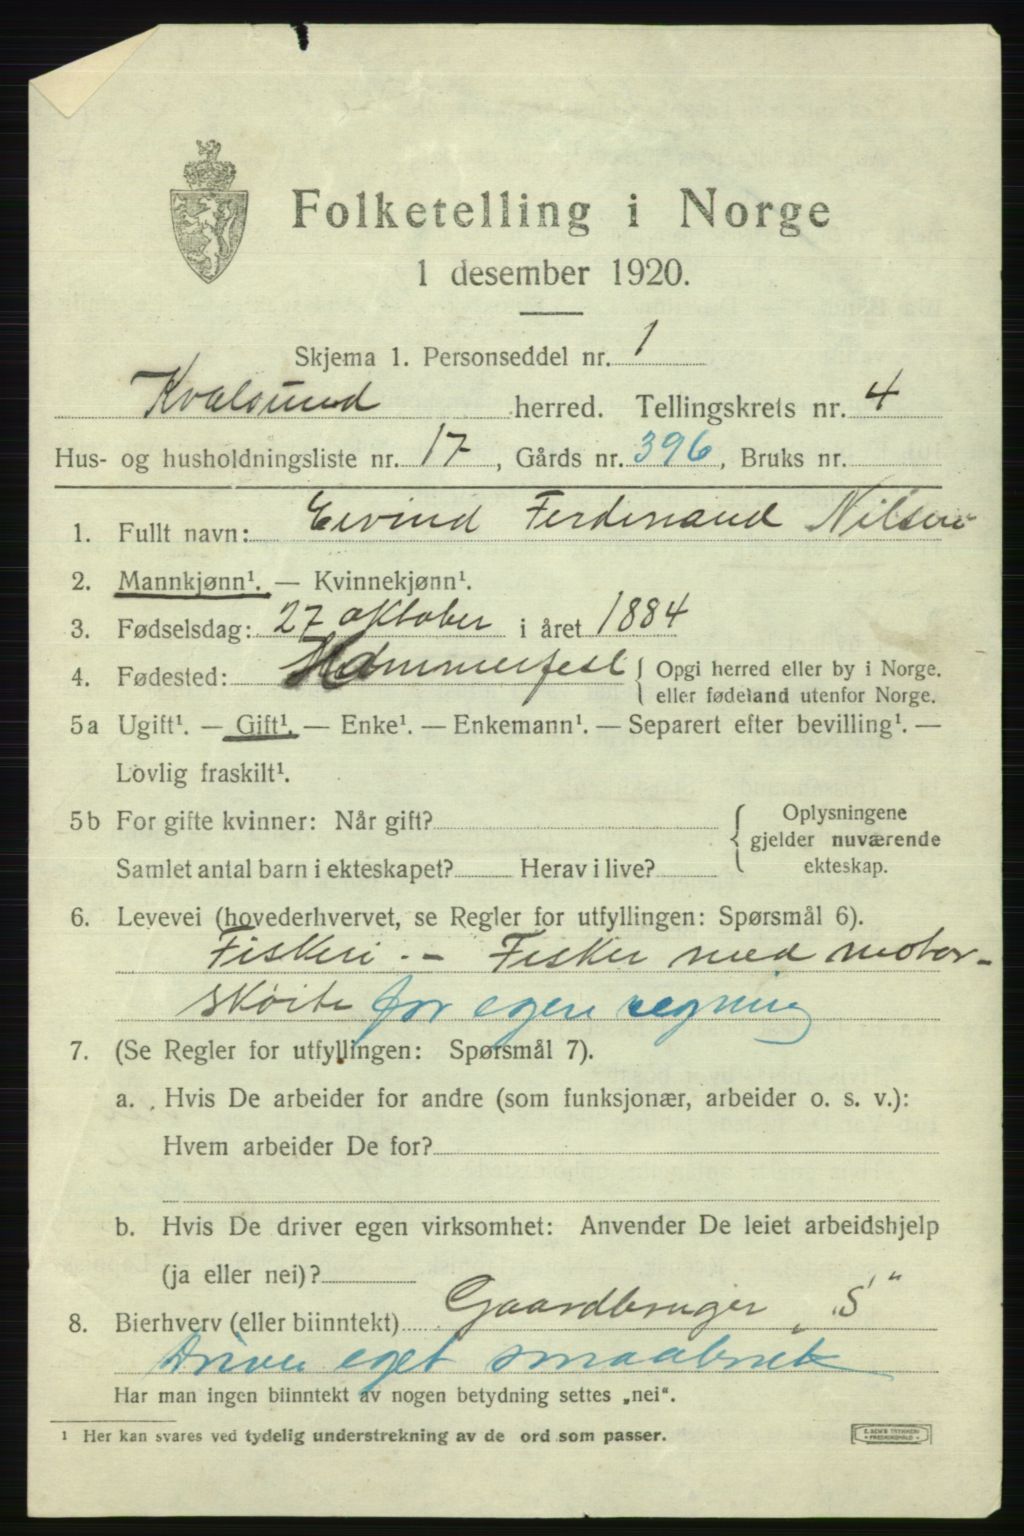 Folketelling i Norge
1 desember 1920.
Skjema 1. Personseddel nr. 1
Kvalsund herred. Tellingskrets nr. 4
Hus- og husholdningsliste nr. 17, Gårds nr. 396, Bruks nr.
1. Fullt navn: Eivind Ferdinand Nilsen
2. Mannkjønn¹. — Kvinnekjønn¹.
3. Fødselsdag: 27 oktober i året 1884
4. Fødested: Hammerfest { Opgi herred eller by i Norge.
eller fødeland utenfor Norge.
5a Ugift¹. — Gift¹. — Enke¹. — Enkemann¹. — Separert efter bevilling¹. —
Lovlig fraskilt¹.
5b For gifte kvinner: Når gift? { Oplysningene
gjelder nuværende
Samlet antal barn i ekteskapet? Herav i live? ekteskap.
6. Levevei (hovederhvervet, se Regler for utfyllingen: Spørsmål 6).
Fiskeri. - Fisker med motor-
skøite for egen regning
7. (Se Regler for utfyllingen: Spørsmål 7).
a. Hvis De arbeider for andre (som funksjonær, arbeider o. s. v.):
Hvem arbeider De for?
b. Hvis De driver egen virksomhet: Anvender De leiet arbeidshjelp
(ja eller nei)?
8. Bierhverv (eller biinntekt) Gaardbruger „S“
Driver eget smaabruk
Har man ingen biinntekt av nogen betydning settes „nei“.
¹ Her kan svares ved tydelig understrekning av de ord som passer.